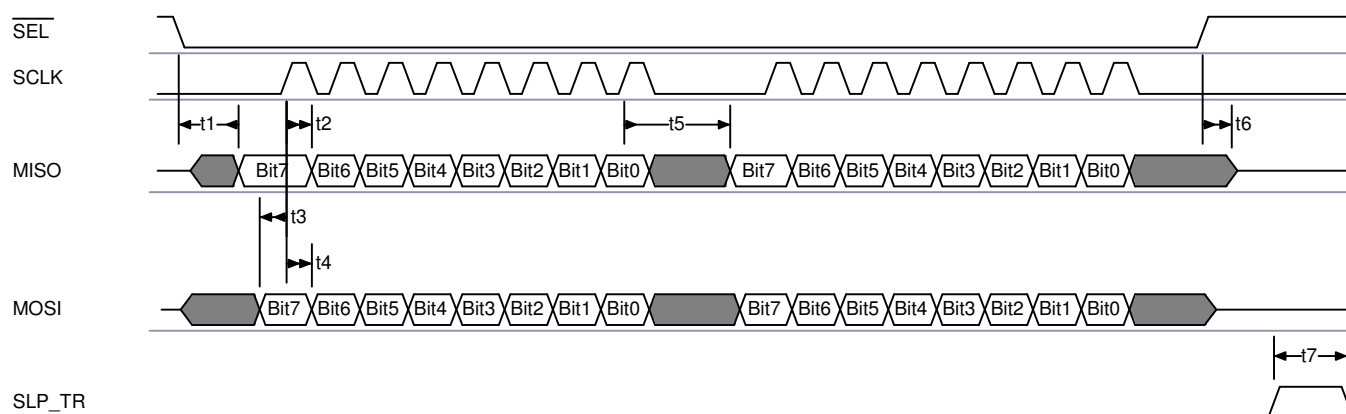 SEL
SCLK
t1 t2 t5 t6
MISO Bit7 Bit6 Bit5 Bit4 Bit3 Bit2 Bit1 Bit0 Bit7 Bit6 Bit5 Bit4 Bit3 Bit2 Bit1 Bit0
t3
t4
MOSI Bit7 Bit6 Bit5 Bit4 Bit3 Bit2 Bit1 Bit0 Bit7 Bit6 Bit5 Bit4 Bit3 Bit2 Bit1 Bit0
t7
SLP_TR